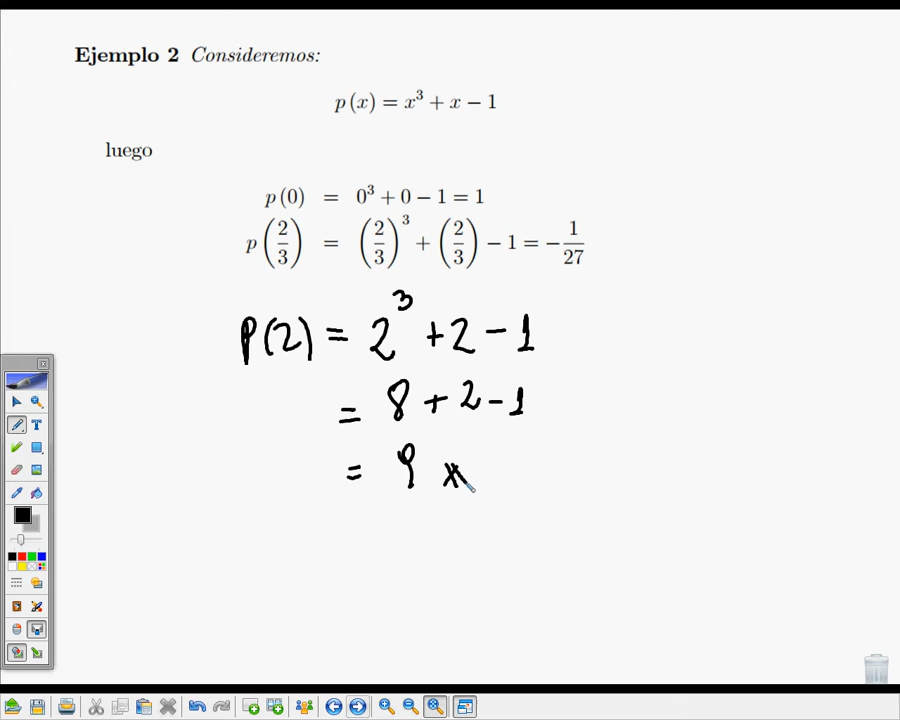 Ejemplo 2 Consideremos:
p (x) = x³ + x − 1
luego
p (0) = 0³ + 0 − 1 = 1
p (2/3) = (2/3)³ + (2/3) − 1 = − 1/27
P(2) = 2³ + 2 − 1
= 8 + 2 − 1
= 9